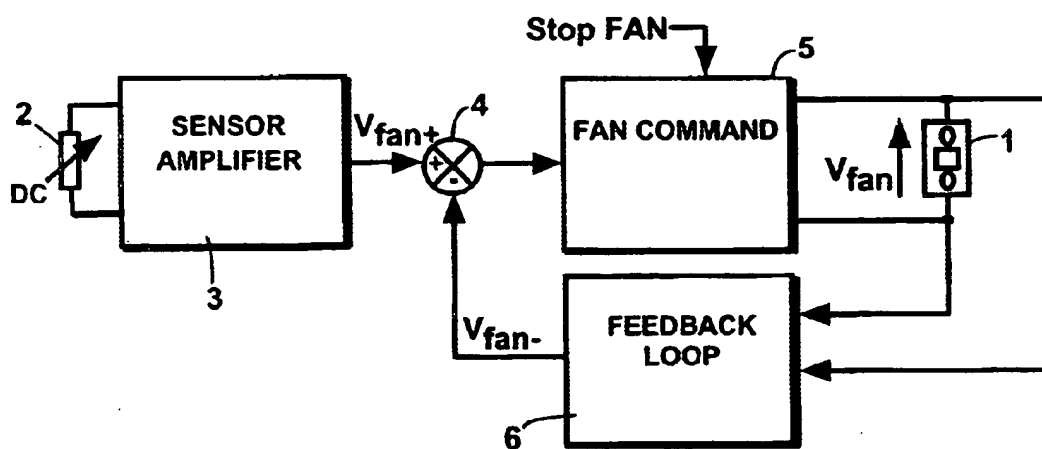 Stop FAN
5
2
SENSOR
AMPLIFIER
Vfan+
4
+
-
FAN COMMAND
Vfan
1
DC
3
Vfan-
FEEDBACK
LOOP
6